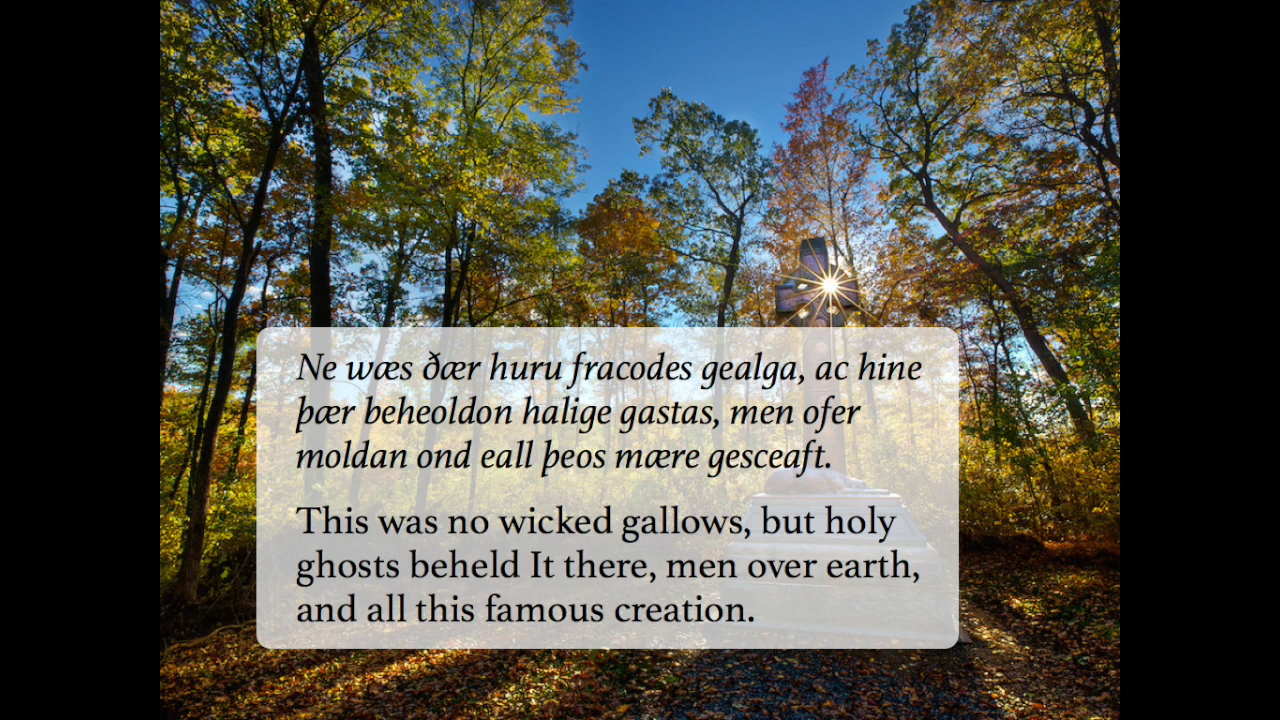 Ne wæs ðær huru fracodes gealga, ac hine
þær beheoldon halige gastas, men ofer
moldan ond eall þeos mære gesceaft.
This was no wicked gallows, but holy
ghosts beheld It there, men over earth,
and all this famous creation.